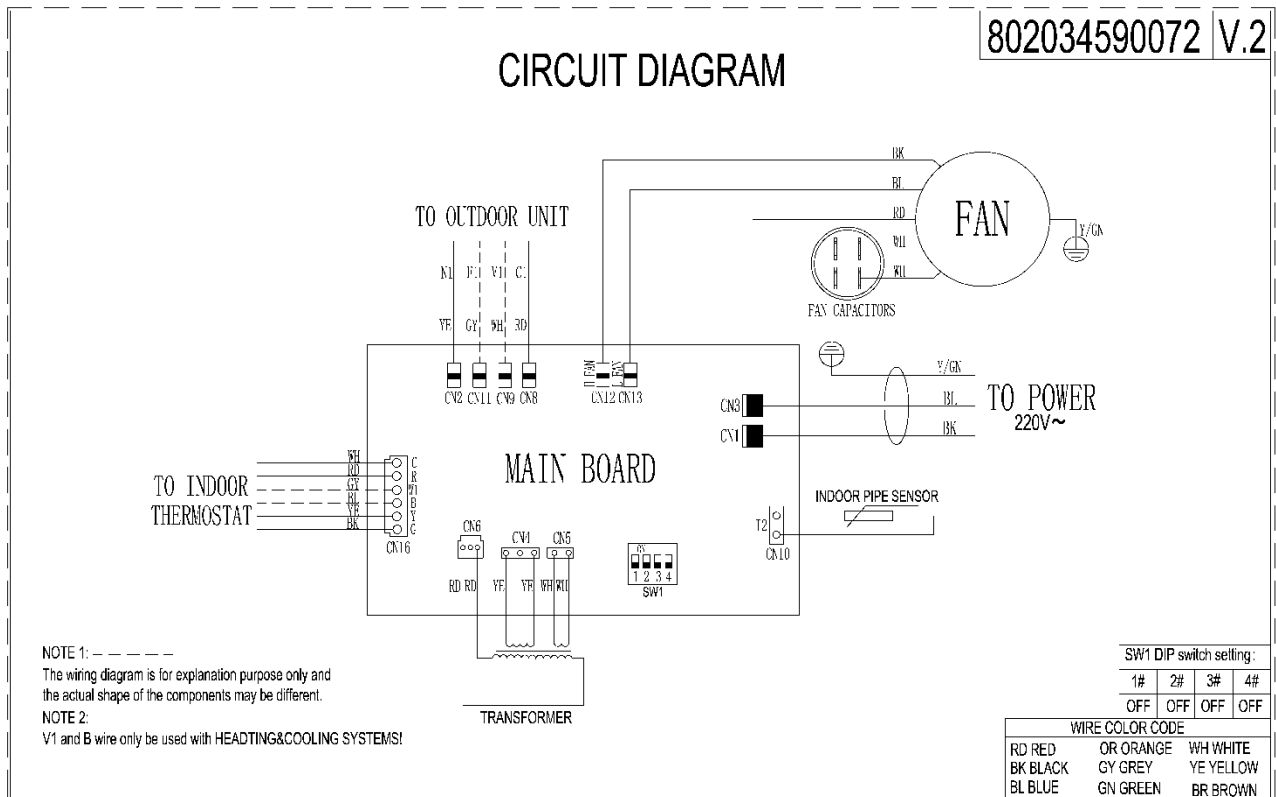 802034590072 V.2
CIRCUIT DIAGRAM
BK
BL
RD
FAN
Y/GN
TO OUTDOOR UNIT
FAN CAPACITORS
N1 F1 V1 C1
YE GY WH RD
CN2 CN11 CN9 CN8
H FAN L FAN
CN12 CN13
Y/GN
BL
BK
TO POWER
220V~
CN3
CN1
MAIN BOARD
TO INDOOR
THERMOSTAT
WH C
RD R
GY W1
BL B
YE Y
BK G
CN16
CN6 CN4 CN5
RD RD YE YE WH WH
ON
1 2 3 4
SW1
INDOOR PIPE SENSOR
T2
CN10
TRANSFORMER
NOTE 1: — — — — — —
The wiring diagram is for explanation purpose only and
the actual shape of the components may be different.
NOTE 2:
V1 and B wire only be used with HEADTING&COOLING SYSTEMS!
SW1 DIP switch setting:
1# 2# 3# 4#
OFF OFF OFF OFF
WIRE COLOR CODE
RD RED OR ORANGE WH WHITE
BK BLACK GY GREY YE YELLOW
BL BLUE GN GREEN BR BROWN